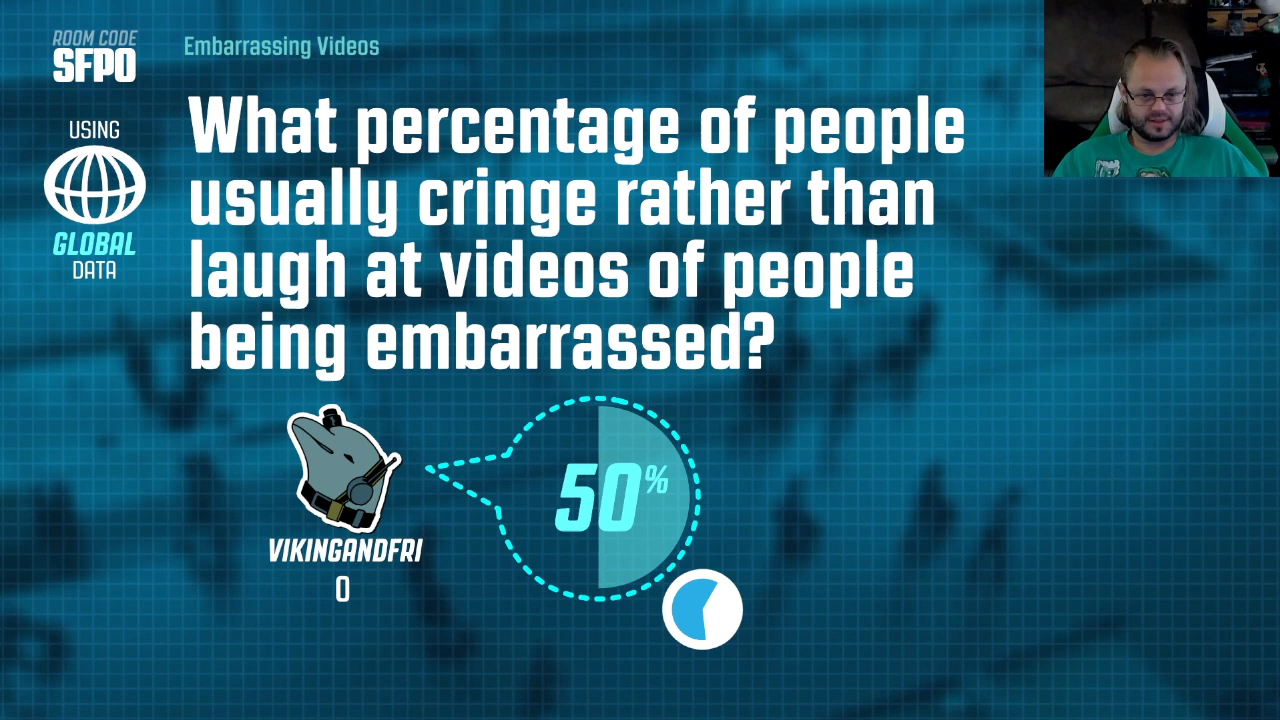 ROOM CODE
SFPO
Embarrassing Videos
USING
GLOBAL
DATA
What percentage of people
usually cringe rather than
laugh at videos of people
being embarrassed?
50%
VIKINGANDFRI
0